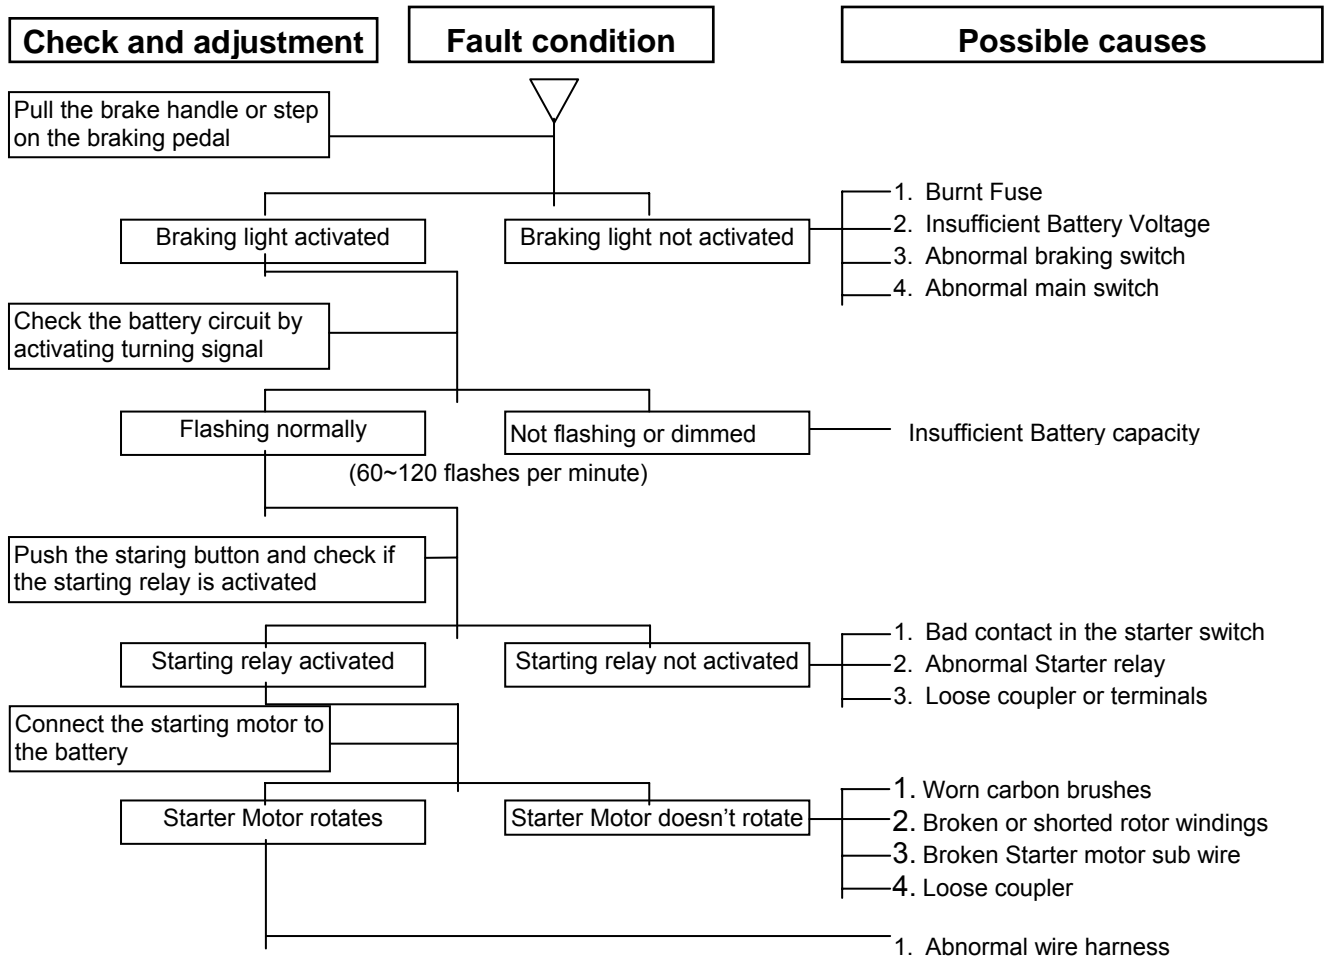 Check and adjustment
Fault condition
Possible causes
Pull the brake handle or step
on the braking pedal
Braking light activated
Braking light not activated
1. Burnt Fuse
2. Insufficient Battery Voltage
3. Abnormal braking switch
4. Abnormal main switch
Check the battery circuit by
activating turning signal
Flashing normally
Not flashing or dimmed
Insufficient Battery capacity
(60~120 flashes per minute)
Push the staring button and check if
the starting relay is activated
Starting relay activated
Starting relay not activated
1. Bad contact in the starter switch
2. Abnormal Starter relay
3. Loose coupler or terminals
Connect the starting motor to
the battery
Starter Motor rotates
Starter Motor doesn’t rotate
1. Worn carbon brushes
2. Broken or shorted rotor windings
3. Broken Starter motor sub wire
4. Loose coupler
1. Abnormal wire harness